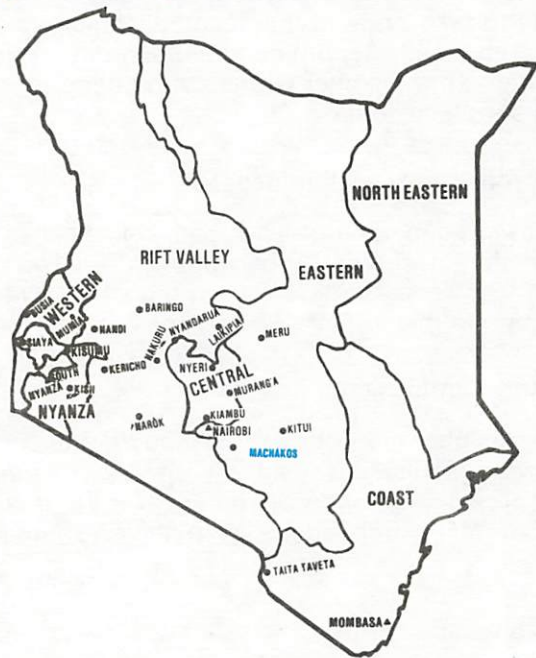 NORTH EASTERN
RIFT VALLEY
EASTERN
WESTERN
BUSIA
MUMIA
BARINGO
NANDI
NYANDARUA
LAIKIPIA
MERU
SIAYA
KISUMU
NAKURU
KERICHO
NYERI
CENTRAL
SOUTH
NYANZA
KISII
MURANG'A
NYANZA
NAROK
KIAMBU
NAIROBI
KITUI
MACHAKOS
COAST
TAITA TAVETA
MOMBASA